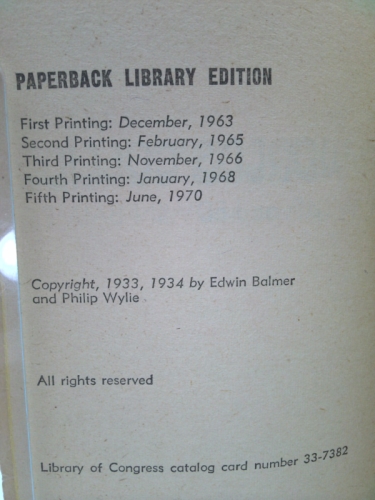 PAPERBACK LIBRARY EDITION
First Printing: December, 1963
Second Printing: February, 1965
Third Printing: November, 1966
Fourth Printing: January, 1968
Fifth Printing: June, 1970
Copyright, 1933, 1934 by Edwin Balmer
and Philip Wylie
All rights reserved
Library of Congress catalog card number 33-7382